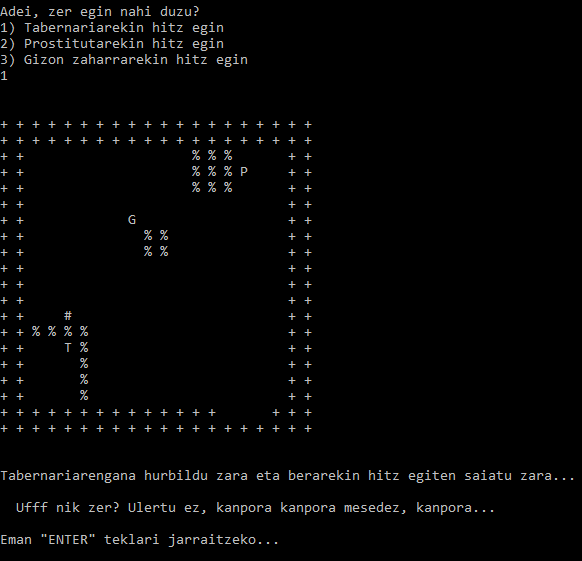 Adei, zer egin nahi duzu?
1) Tabernariarekin hitz egin
2) Prostitutarekin hitz egin
3) Gizon zaharrarekin hitz egin
1
+ + + + + + + + + + + + + + + + + + + +
+ + + + + + + + + + + + + + + + + + + +
+ +                     % % %       + +
+ +                     % % % P     + +
+ +                     % % %       + +
+ +                                 + +
+ +             G                   + +
+ +               % %               + +
+ +               % %               + +
+ +                                 + +
+ +                                 + +
+ +                                 + +
+ +     #                           + +
+ + % % % %                         + +
+ +     T %                         + +
+ +       %                         + +
+ +       %                         + +
+ +       %                         + +
+ + + + + + + + + + + + + +       + + +
+ + + + + + + + + + + + + + + + + + + +
Tabernariarengana hurbildu zara eta berarekin hitz egiten saiatu zara...
Ufff nik zer? Ulertu ez, kanpora kanpora mesedez, kanpora...
Eman "ENTER" teklari jarraitzeko...